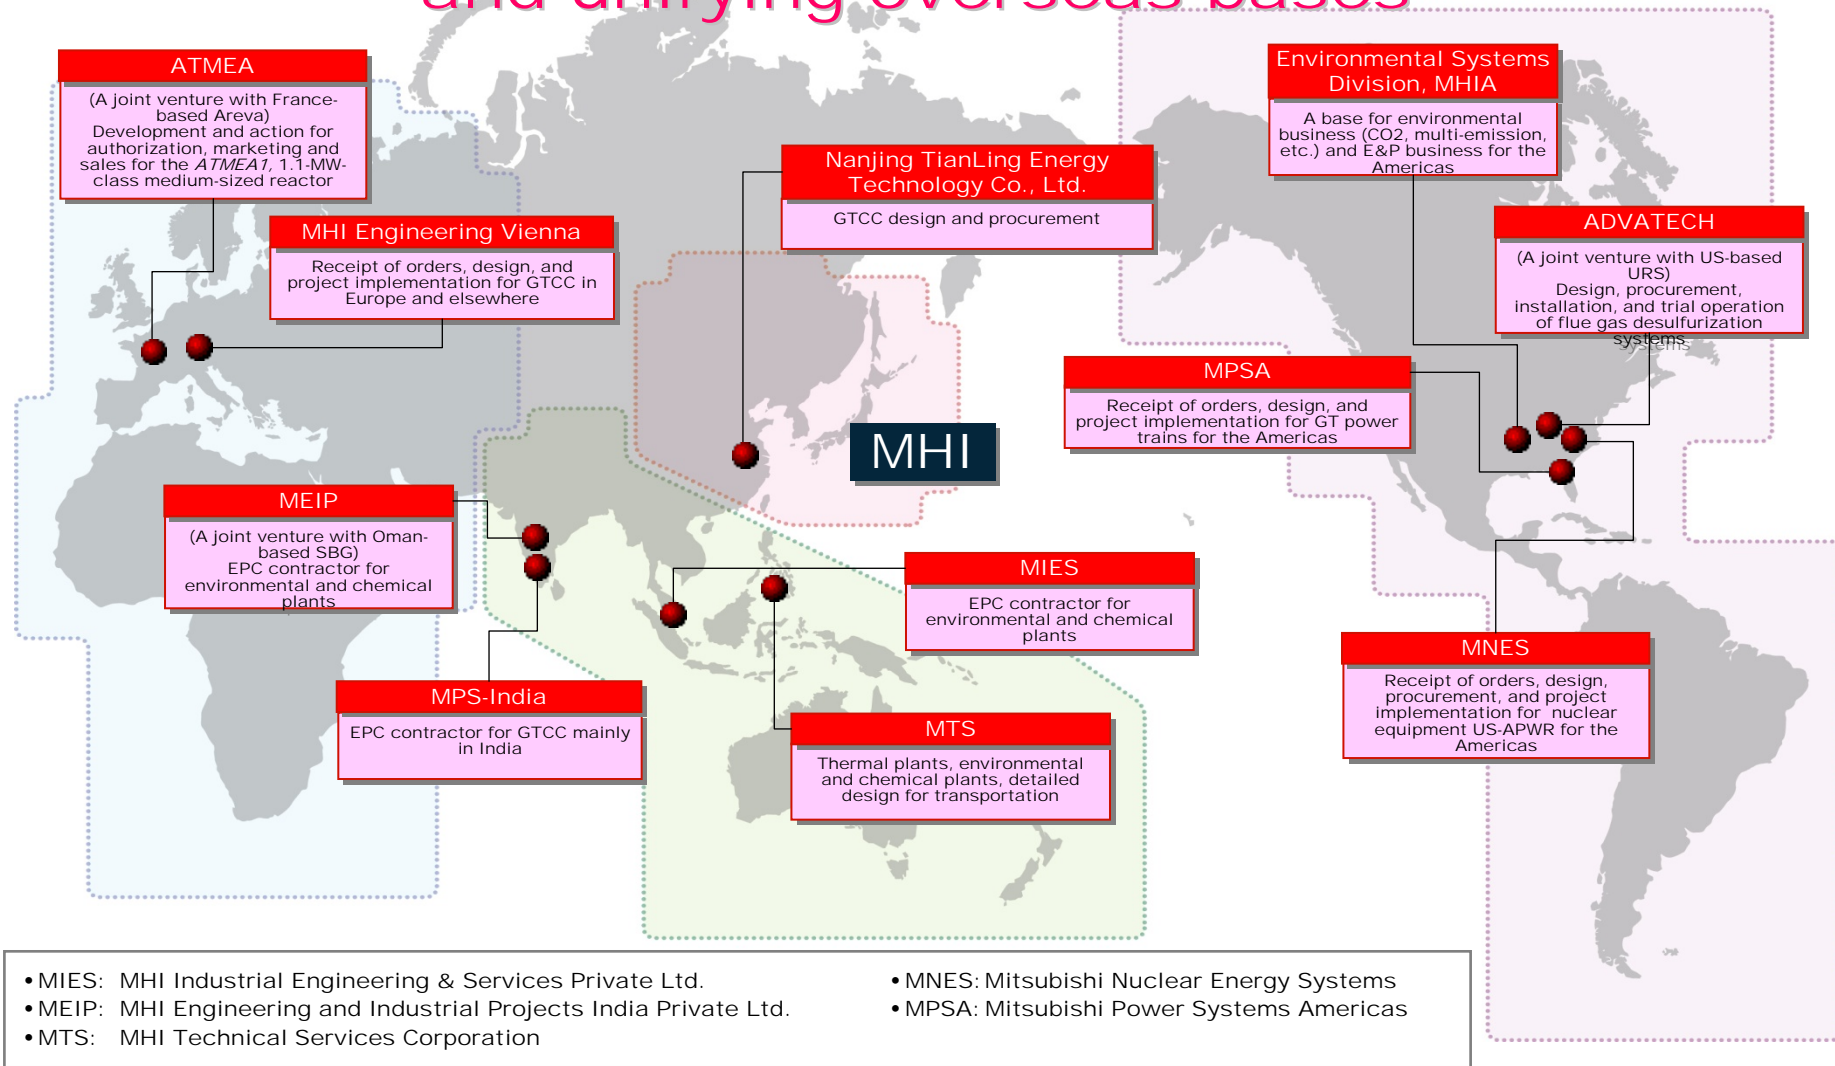 and unifying overseas bases
ATMEA
(A joint venture with France-
based Areva)
Development and action for
authorization, marketing and
sales for the ATMEA1, 1.1-MW-
class medium-sized reactor
MHI Engineering Vienna
Receipt of orders, design, and
project implementation for GTCC in
Europe and elsewhere
Nanjing TianLing Energy
Technology Co., Ltd.
GTCC design and procurement
Environmental Systems
Division, MHIA
A base for environmental
business (CO2, multi-emission,
etc.) and E&P business for the
Americas
ADVATECH
(A joint venture with US-based
URS)
Design, procurement,
installation, and trial operation
of flue gas desulfurization
systems
MPSA
Receipt of orders, design, and
project implementation for GT power
trains for the Americas
MHI
MEIP
(A joint venture with Oman-
based SBG)
EPC contractor for
environmental and chemical
plants
MIES
EPC contractor for
environmental and chemical
plants
MNES
Receipt of orders, design,
procurement, and project
implementation for nuclear
equipment US-APWR for the
Americas
MPS-India
EPC contractor for GTCC mainly
in India
MTS
Thermal plants, environmental
and chemical plants, detailed
design for transportation
•MIES: MHI Industrial Engineering & Services Private Ltd.
•MEIP: MHI Engineering and Industrial Projects India Private Ltd.
•MTS: MHI Technical Services Corporation
•MNES: Mitsubishi Nuclear Energy Systems
•MPSA: Mitsubishi Power Systems Americas